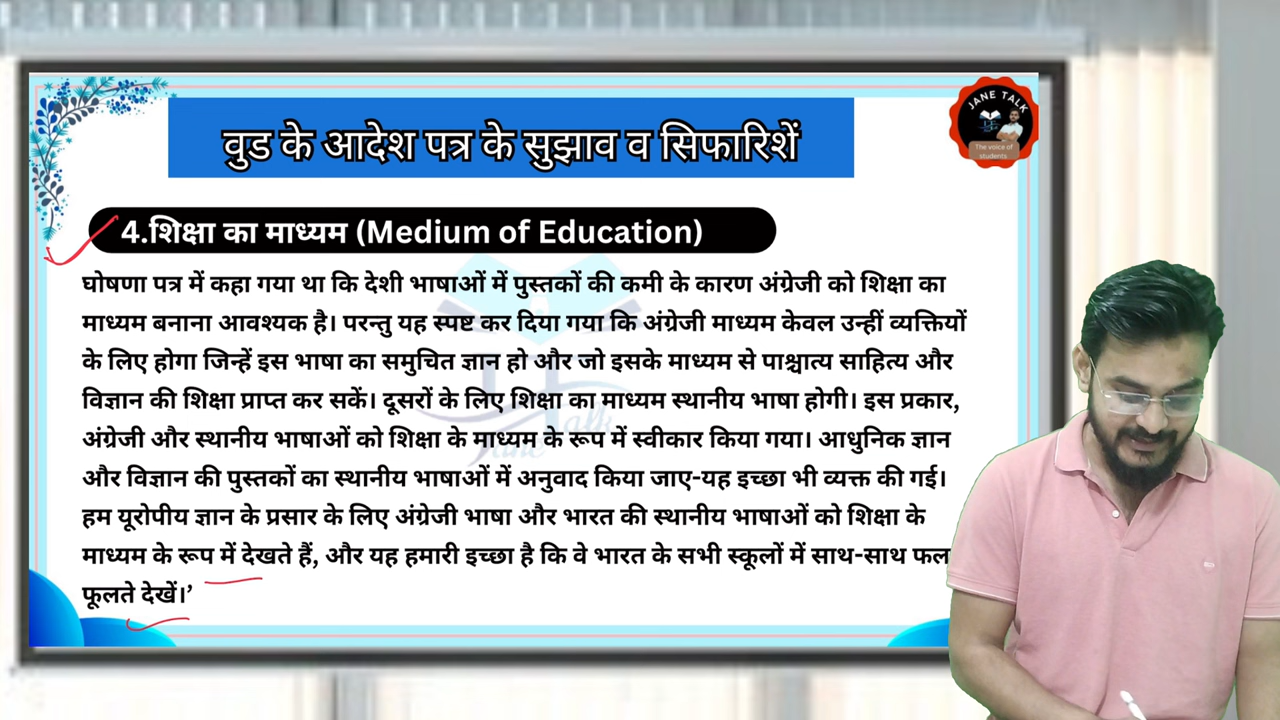 वुड के आदेश पत्र के सुझाव व सिफारिशें
JANE TALK
The voice of
students
4.शिक्षा का माध्यम (Medium of Education)
घोषणा पत्र में कहा गया था कि देशी भाषाओं में पुस्तकों की कमी के कारण अंग्रेजी को शिक्षा का
माध्यम बनाना आवश्यक है। परन्तु यह स्पष्ट कर दिया गया कि अंग्रेजी माध्यम केवल उन्हीं व्यक्तियों
के लिए होगा जिन्हें इस भाषा का समुचित ज्ञान हो और जो इसके माध्यम से पाश्चात्य साहित्य और
विज्ञान की शिक्षा प्राप्त कर सकें। दूसरों के लिए शिक्षा का माध्यम स्थानीय भाषा होगी। इस प्रकार,
अंग्रेजी और स्थानीय भाषाओं को शिक्षा के माध्यम के रूप में स्वीकार किया गया। आधुनिक ज्ञान
और विज्ञान की पुस्तकों का स्थानीय भाषाओं में अनुवाद किया जाए-यह इच्छा भी व्यक्त की गई।
हम यूरोपीय ज्ञान के प्रसार के लिए अंग्रेजी भाषा और भारत की स्थानीय भाषाओं को शिक्षा के
माध्यम के रूप में देखते हैं, और यह हमारी इच्छा है कि वे भारत के सभी स्कूलों में साथ-साथ फल
फूलते देखें।’